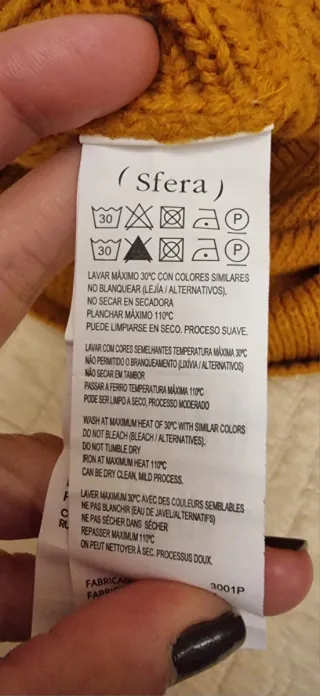 ( Sfera )
30 P
30 P
LAVAR MÁXIMO 30ºC CON COLORES SIMILARES
NO BLANQUEAR (LEJÍA / ALTERNATIVOS).
NO SECAR EN SECADORA
PLANCHAR MÁXIMO 110ºC
PUEDE LIMPIARSE EN SECO. PROCESO SUAVE.
LAVAR COM CORES SEMELHANTES TEMPERATURA MÁXIMA 30ºC
NÃO PERMITIDO O BRANQUEAMENTO (LIXÍVIA / ALTERNATIVOS)
NÃO SECAR EM TAMBOR
PASSAR A FERRO TEMPERATURA MÁXIMA 110ºC
PODE SER LIMPO A SECO, PROCESSO MODERADO
WASH AT MAXIMUM HEAT OF 30ºC WITH SIMILAR COLORS
DO NOT BLEACH (BLEACH / ALTERNATIVES).
DO NOT TUMBLE DRY
IRON AT MAXIMUM HEAT 110ºC
CAN BE DRY CLEAN, MILD PROCESS.
LAVER MAXIMUM 30ºC AVEC DES COULEURS SEMBLABLES
NE PAS BLANCHIR (EAU DE JAVEL/ALTERNATIFS)
NE PAS SÉCHER DANS SÉCHER
REPASSER MAXIMUM 110ºC
ON PEUT NETTOYER À SEC. PROCESSUS DOUX.
3001P